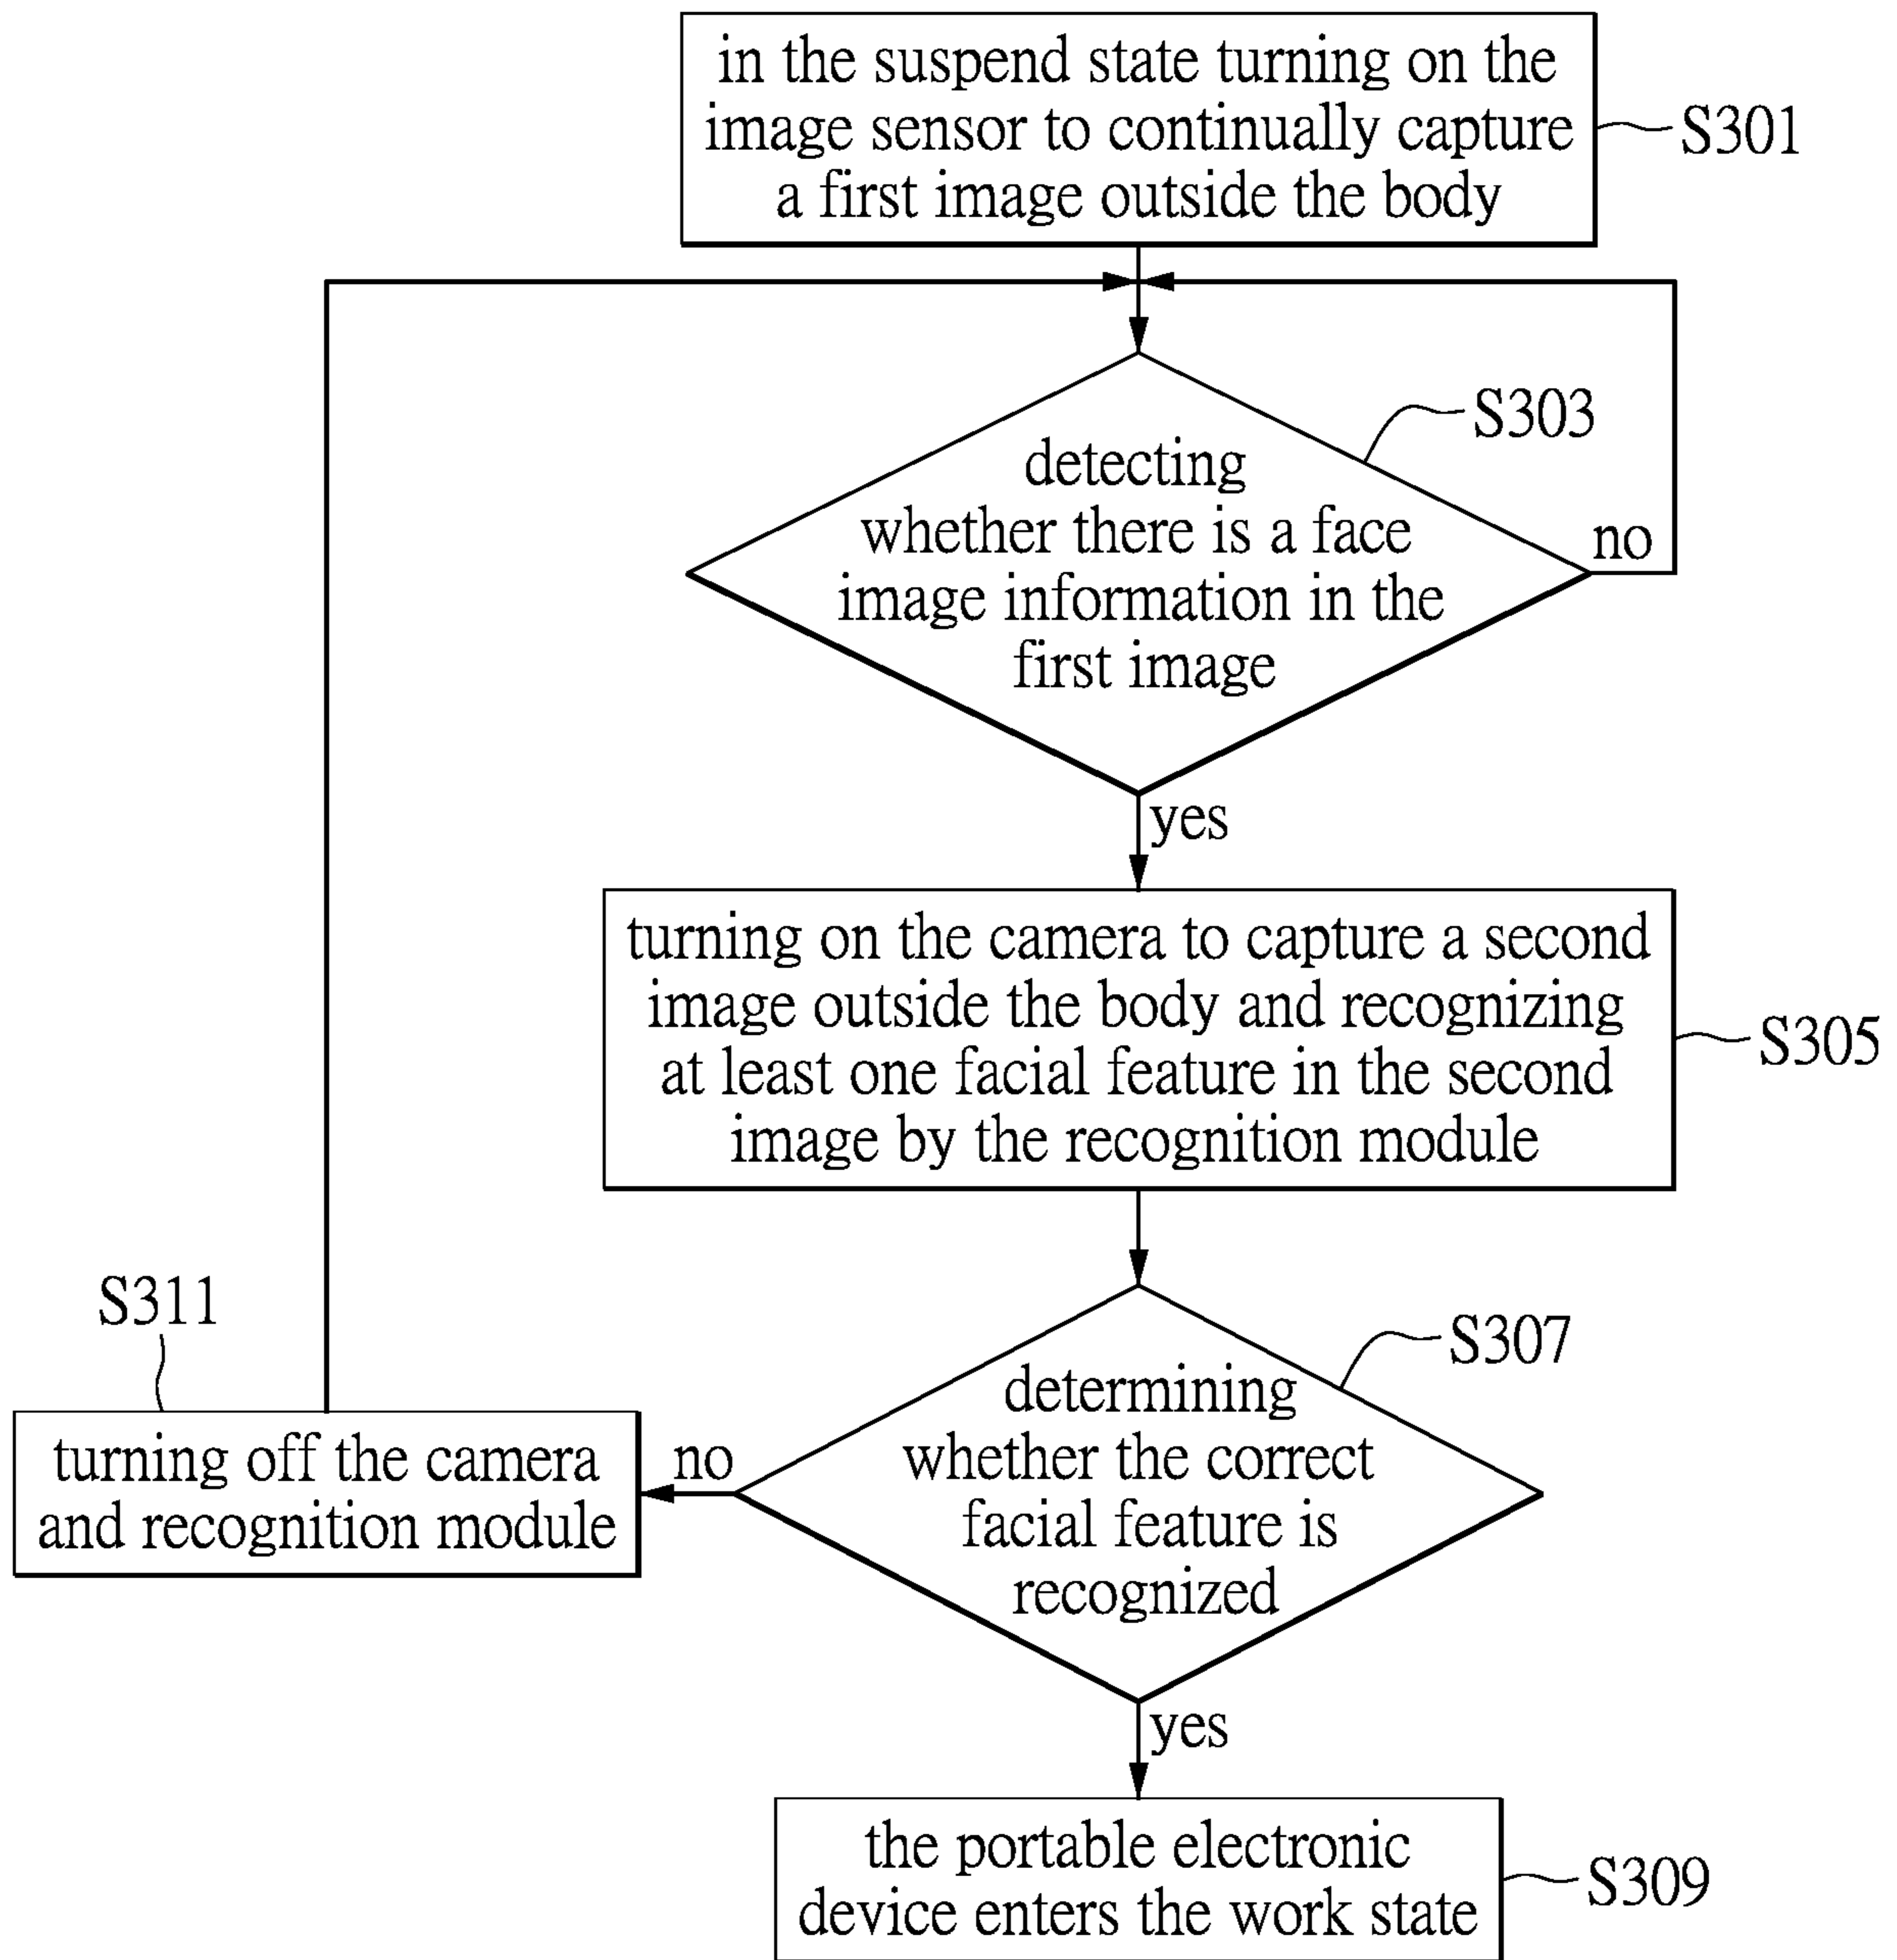 in the suspend state turning on the
image sensor to continually capture
a first image outside the body
S301
S303
detecting
whether there is a face
image information in the
first image
no
yes
turning on the camera to capture a second
image outside the body and recognizing
at least one facial feature in the second
image by the recognition module
S305
S311
turning off the camera
and recognition module
no
S307
determining
whether the correct
facial feature is
recognized
yes
the portable electronic
device enters the work state
S309